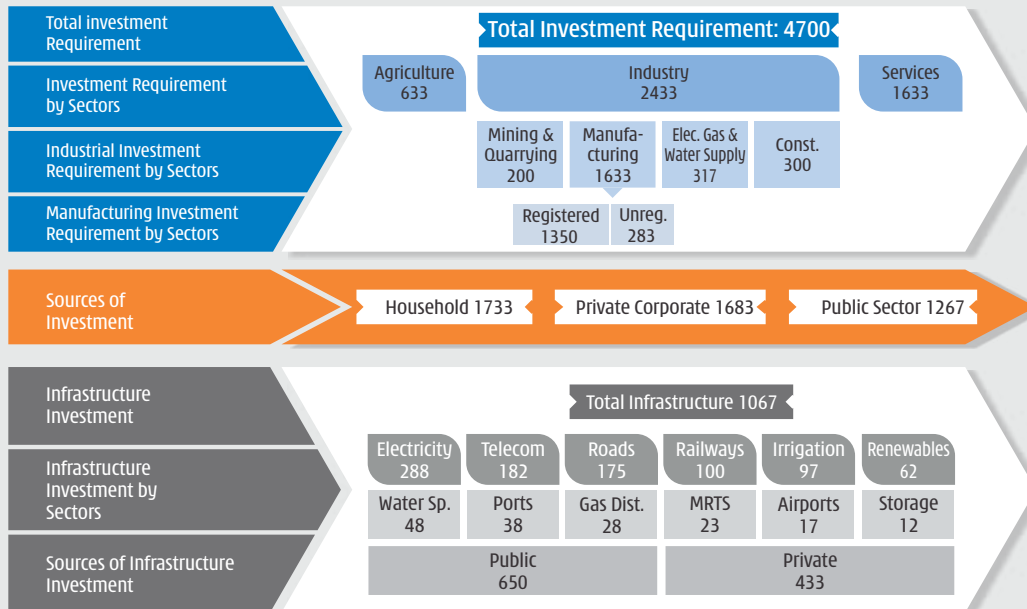 Total investment
Requirement
Total Investment Requirement: 4700
Investment Requirement
by Sectors
Agriculture
633
Industry
2433
Services
1633
Industrial Investment
Requirement by Sectors
Mining &
Quarrying
200
Manufa-
cturing
1633
Elec. Gas &
Water Supply
317
Const.
300
Manufacturing Investment
Requirement by Sectors
Registered
1350
Unreg.
283
Sources of
Investment
Household 1733
Private Corporate 1683
Public Sector 1267
Infrastructure
Investment
Total Infrastructure 1067
Infrastructure
Investment by
Sectors
Electricity
288
Telecom
182
Roads
175
Railways
100
Irrigation
97
Renewables
62
Water Sp.
48
Ports
38
Gas Dist.
28
MRTS
23
Airports
17
Storage
12
Sources of Infrastructure
Investment
Public
650
Private
433